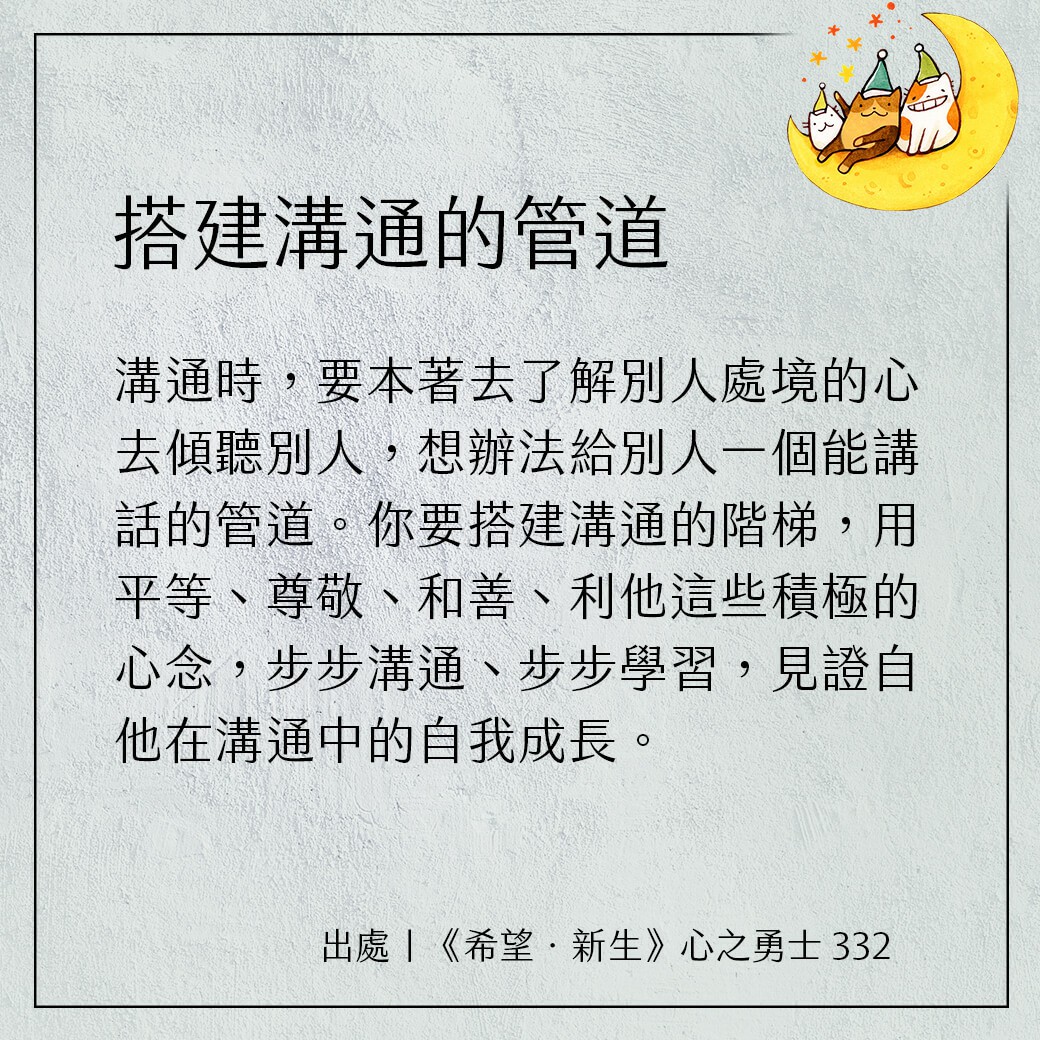 搭建溝通的管道
溝通時，要本著去了解別人處境的心
去傾聽別人，想辦法給別人一個能講
話的管道。你要搭建溝通的階梯，用
平等、尊敬、和善、利他這些積極的
心念，步步溝通、步步學習，見證自
他在溝通中的自我成長。
出處｜《希望．新生》心之勇士 332